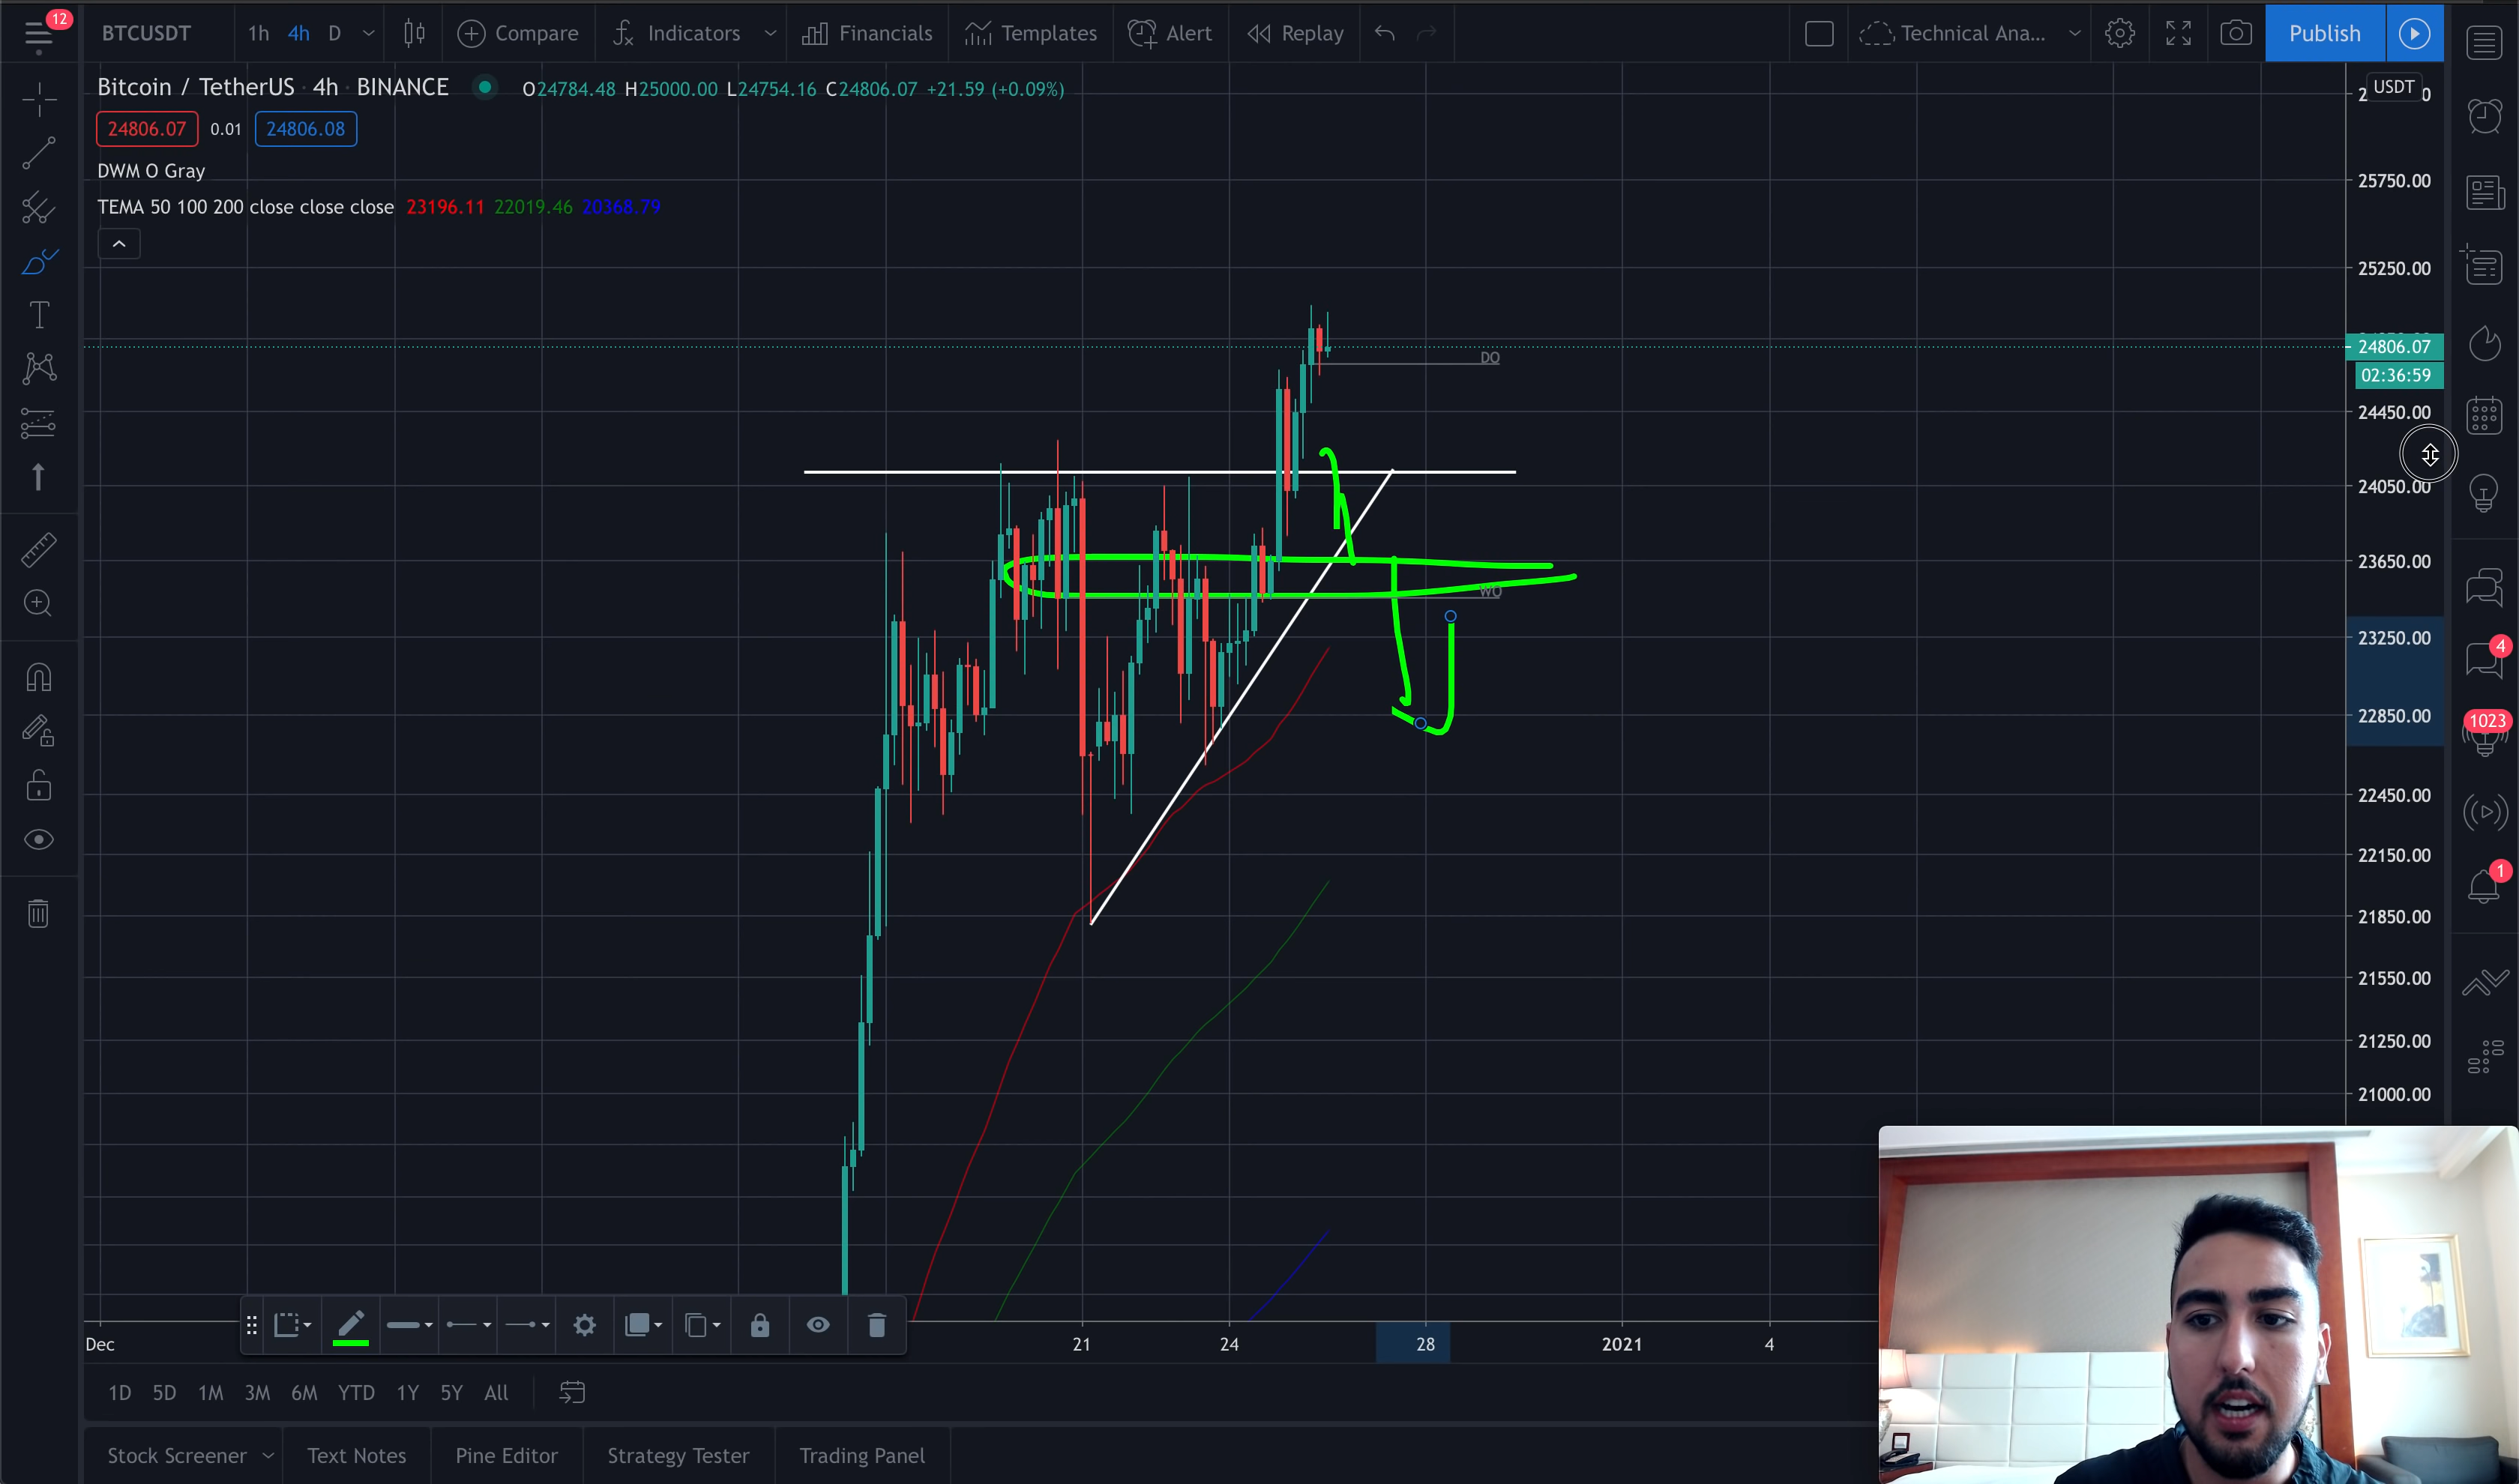 12
BTCUSDT 1h 4h D Compare Indicators Financials Templates Alert Replay Technical Ana... Publish
Bitcoin / TetherUS · 4h · BINANCE O24784.48 H25000.00 L24754.16 C24806.07 +21.59 (+0.09%)
USDT
24806.07 0.01 24806.08
DWM O Gray
TEMA 50 100 200 close close close 23196.11 22019.46 20368.79
25750.00
25250.00
24806.07
DO
02:36:59
24450.00
24050.00
23650.00
WO
23250.00
4
22850.00
1023
22450.00
22150.00
1
21850.00
21550.00
21250.00
21000.00
Dec 21 24 28 2021 4
1D 5D 1M 3M 6M YTD 1Y 5Y All
Stock Screener Text Notes Pine Editor Strategy Tester Trading Panel